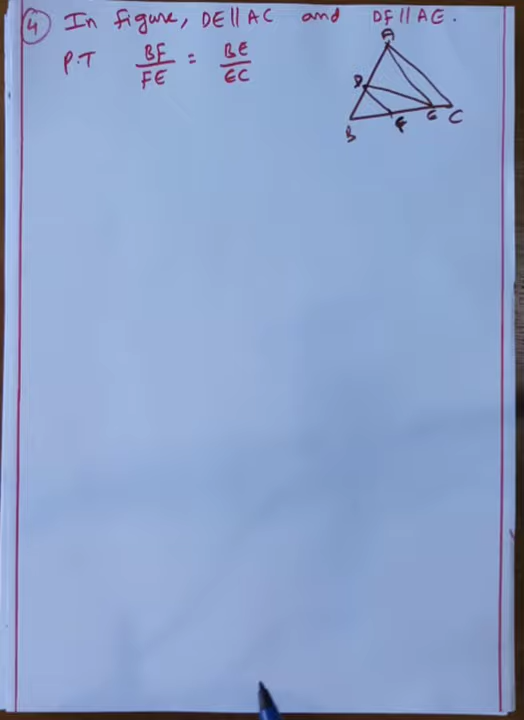 4 In figure, DE||AC and DF||AE.
P.T BF/FE = BE/EC
A
D
B
F
E
C